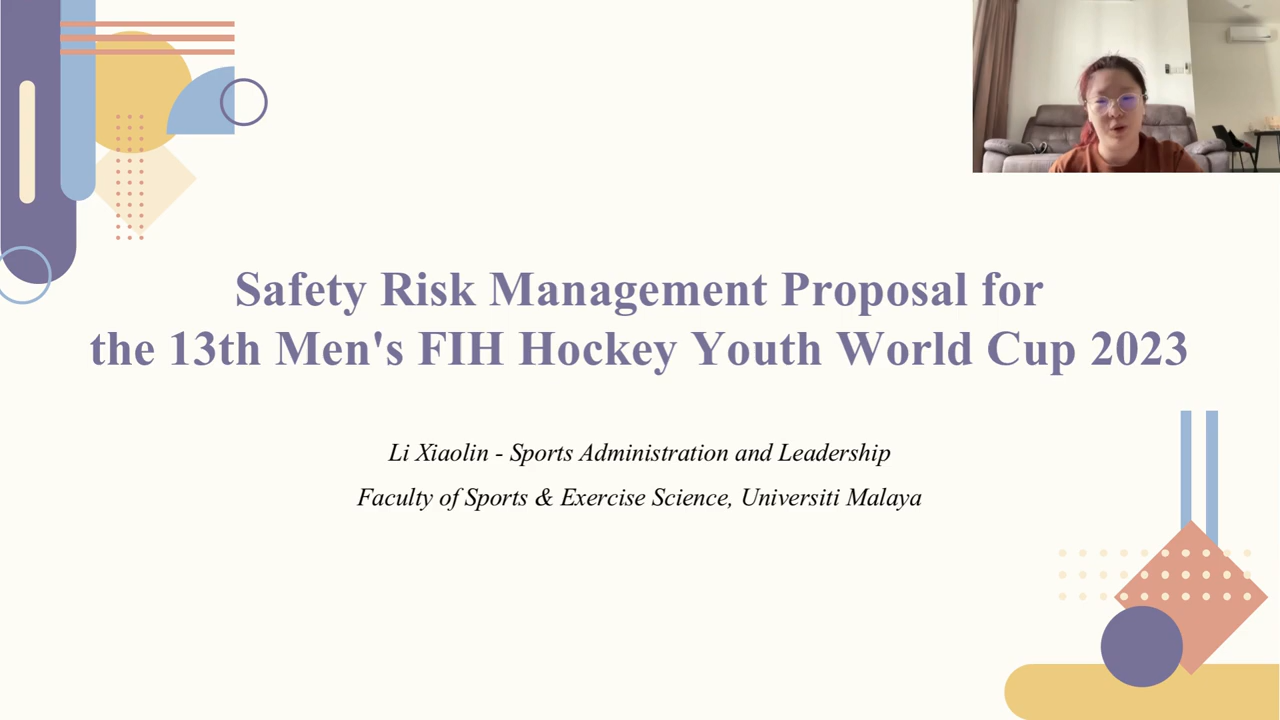 Safety Risk Management Proposal for
the 13th Men's FIH Hockey Youth World Cup 2023
Li Xiaolin - Sports Administration and Leadership
Faculty of Sports & Exercise Science, Universiti Malaya